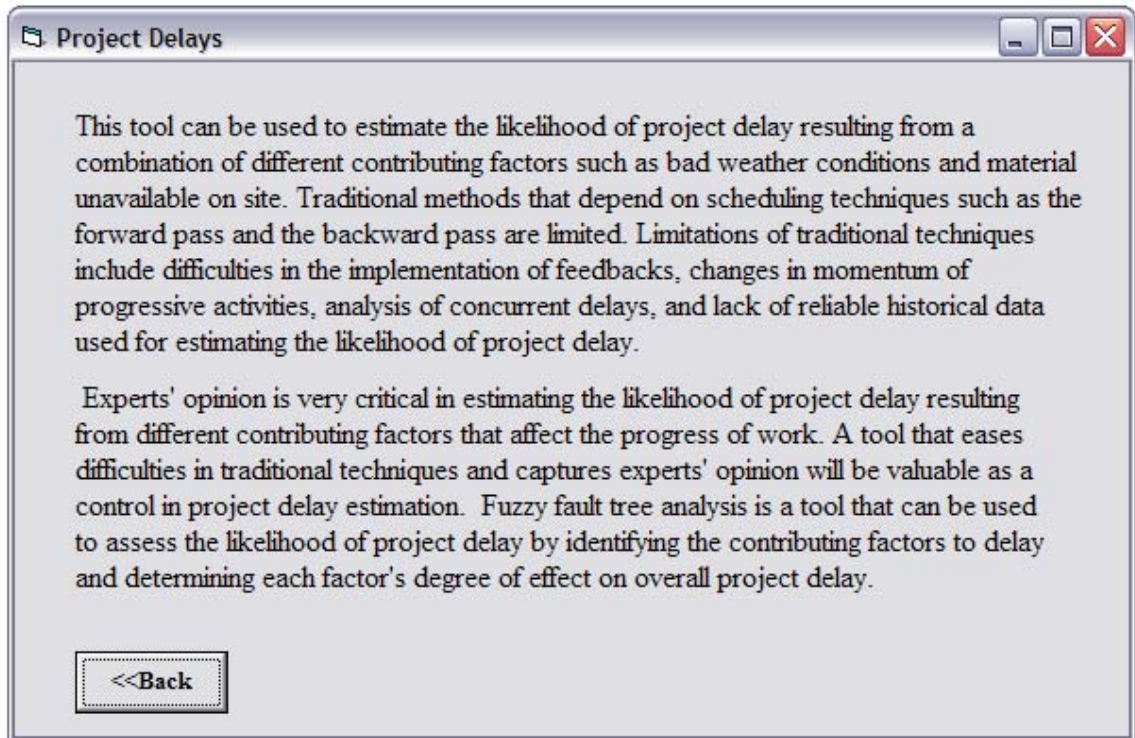 Project Delays
This tool can be used to estimate the likelihood of project delay resulting from a
combination of different contributing factors such as bad weather conditions and material
unavailable on site. Traditional methods that depend on scheduling techniques such as the
forward pass and the backward pass are limited. Limitations of traditional techniques
include difficulties in the implementation of feedbacks, changes in momentum of
progressive activities, analysis of concurrent delays, and lack of reliable historical data
used for estimating the likelihood of project delay.
Experts' opinion is very critical in estimating the likelihood of project delay resulting
from different contributing factors that affect the progress of work. A tool that eases
difficulties in traditional techniques and captures experts' opinion will be valuable as a
control in project delay estimation.  Fuzzy fault tree analysis is a tool that can be used
to assess the likelihood of project delay by identifying the contributing factors to delay
and determining each factor's degree of effect on overall project delay.
<<Back